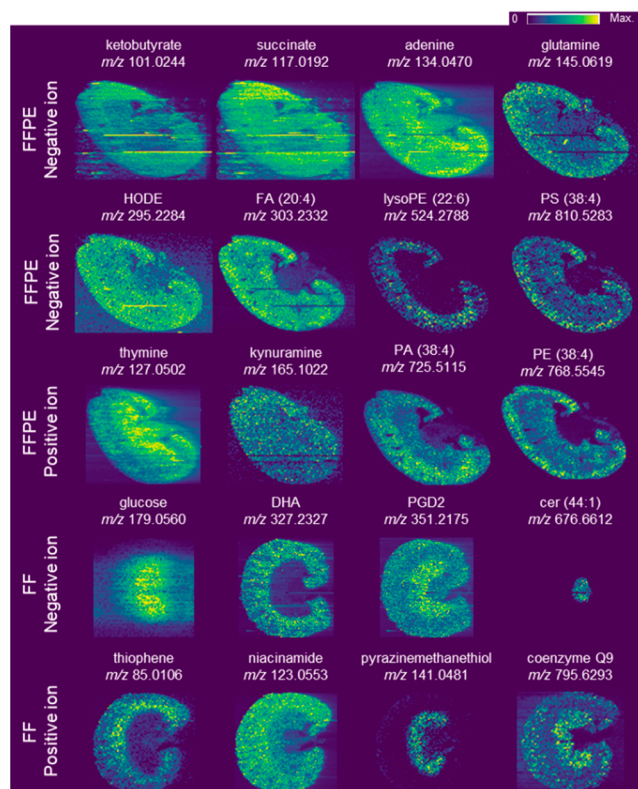 0 Max.
ketobutyrate succinate adenine glutamine
m/z 101.0244 m/z 117.0192 m/z 134.0470 m/z 145.0619
FFPE
Negative ion
HODE FA (20:4) lysoPE (22:6) PS (38:4)
m/z 295.2284 m/z 303.2332 m/z 524.2788 m/z 810.5283
FFPE
Negative ion
thymine kynuramine PA (38:4) PE (38:4)
m/z 127.0502 m/z 165.1022 m/z 725.5115 m/z 768.5545
FFPE
Positive ion
glucose DHA PGD2 cer (44:1)
m/z 179.0560 m/z 327.2327 m/z 351.2175 m/z 676.6612
FF
Negative ion
thiophene niacinamide pyrazinemethanethiol coenzyme Q9
m/z 85.0106 m/z 123.0553 m/z 141.0481 m/z 795.6293
FF
Positive ion